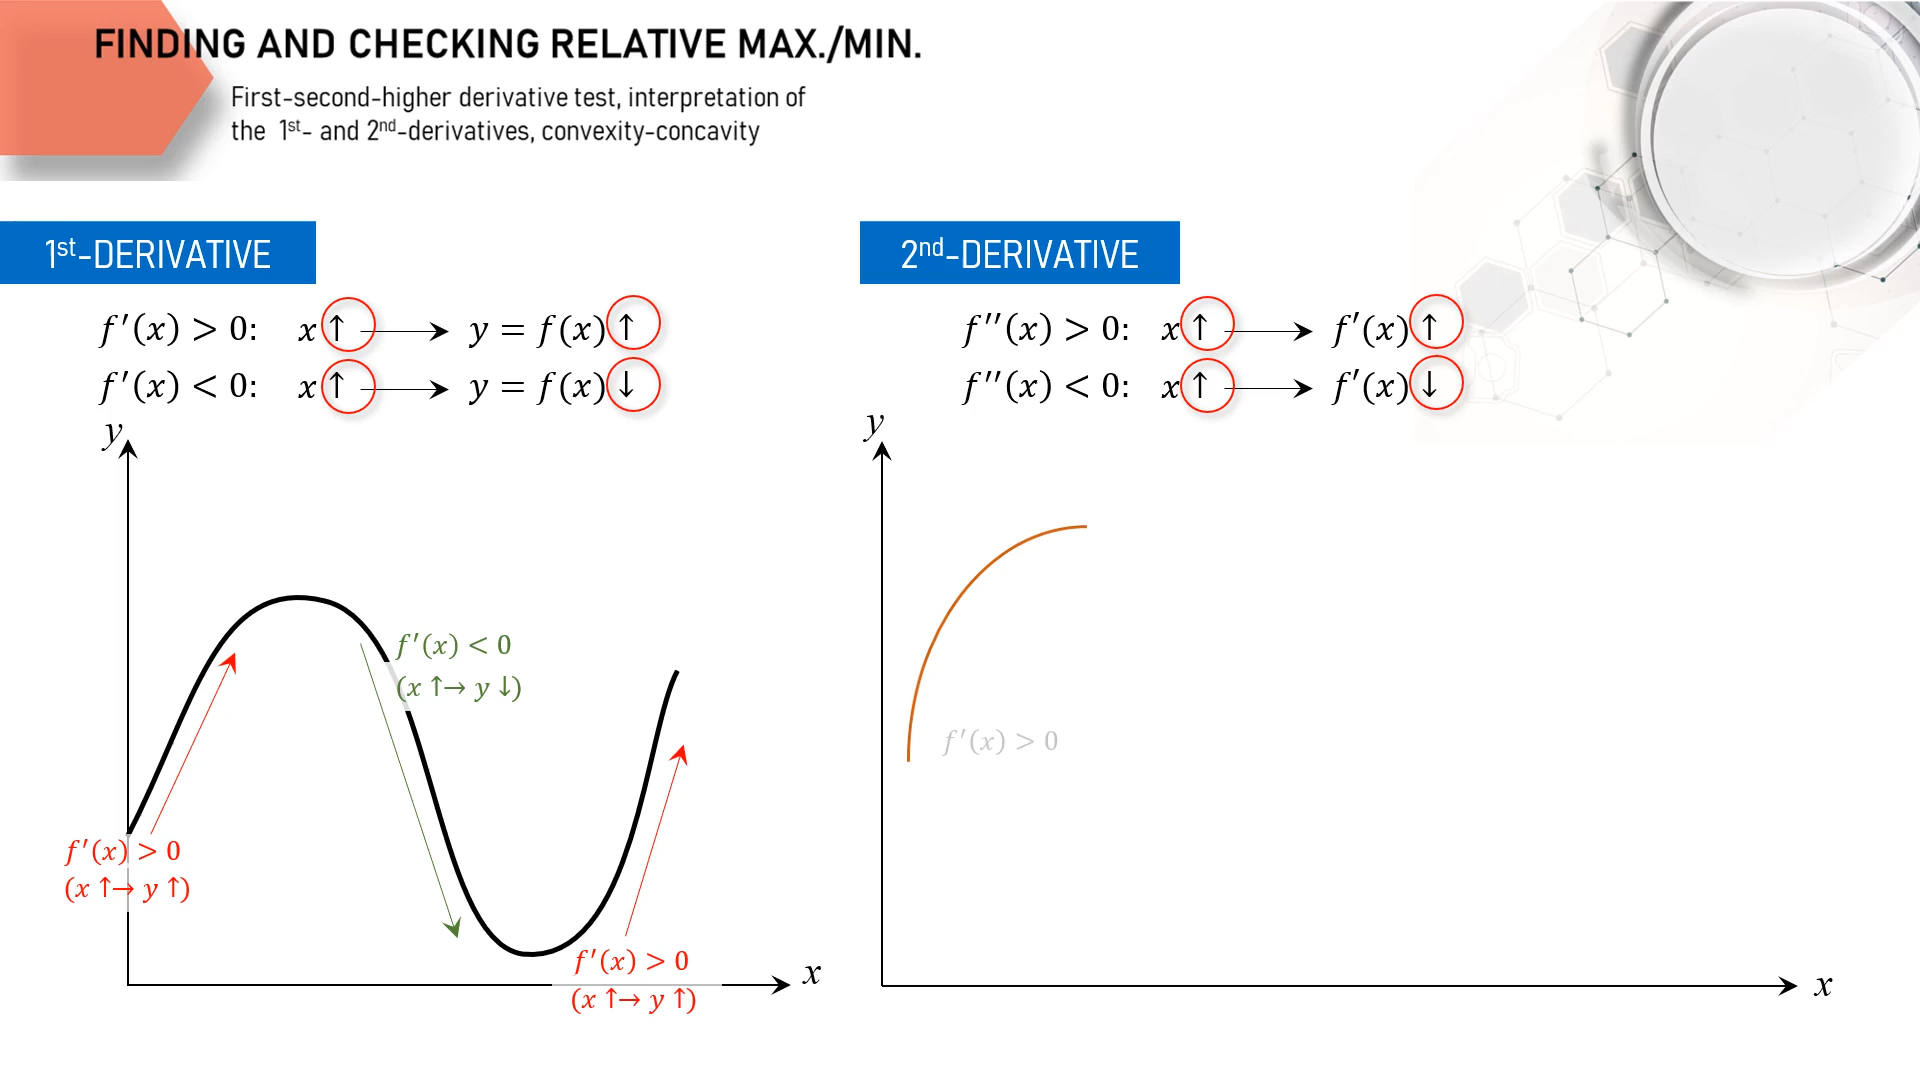 FINDING AND CHECKING RELATIVE MAX./MIN.
First-second-higher derivative test, interpretation of
the 1st- and 2nd-derivatives, convexity-concavity
1st-DERIVATIVE
f′(x) > 0: x ↑ → y = f(x) ↑
f′(x) < 0: x ↑ → y = f(x) ↓
y
f′(x) < 0
(x ↑→ y ↓)
f′(x) > 0
(x ↑→ y ↑)
f′(x) > 0
(x ↑→ y ↑)
x
2nd-DERIVATIVE
f′′(x) > 0: x ↑ → f′(x) ↑
f′′(x) < 0: x ↑ → f′(x) ↓
y
f′(x) > 0
x